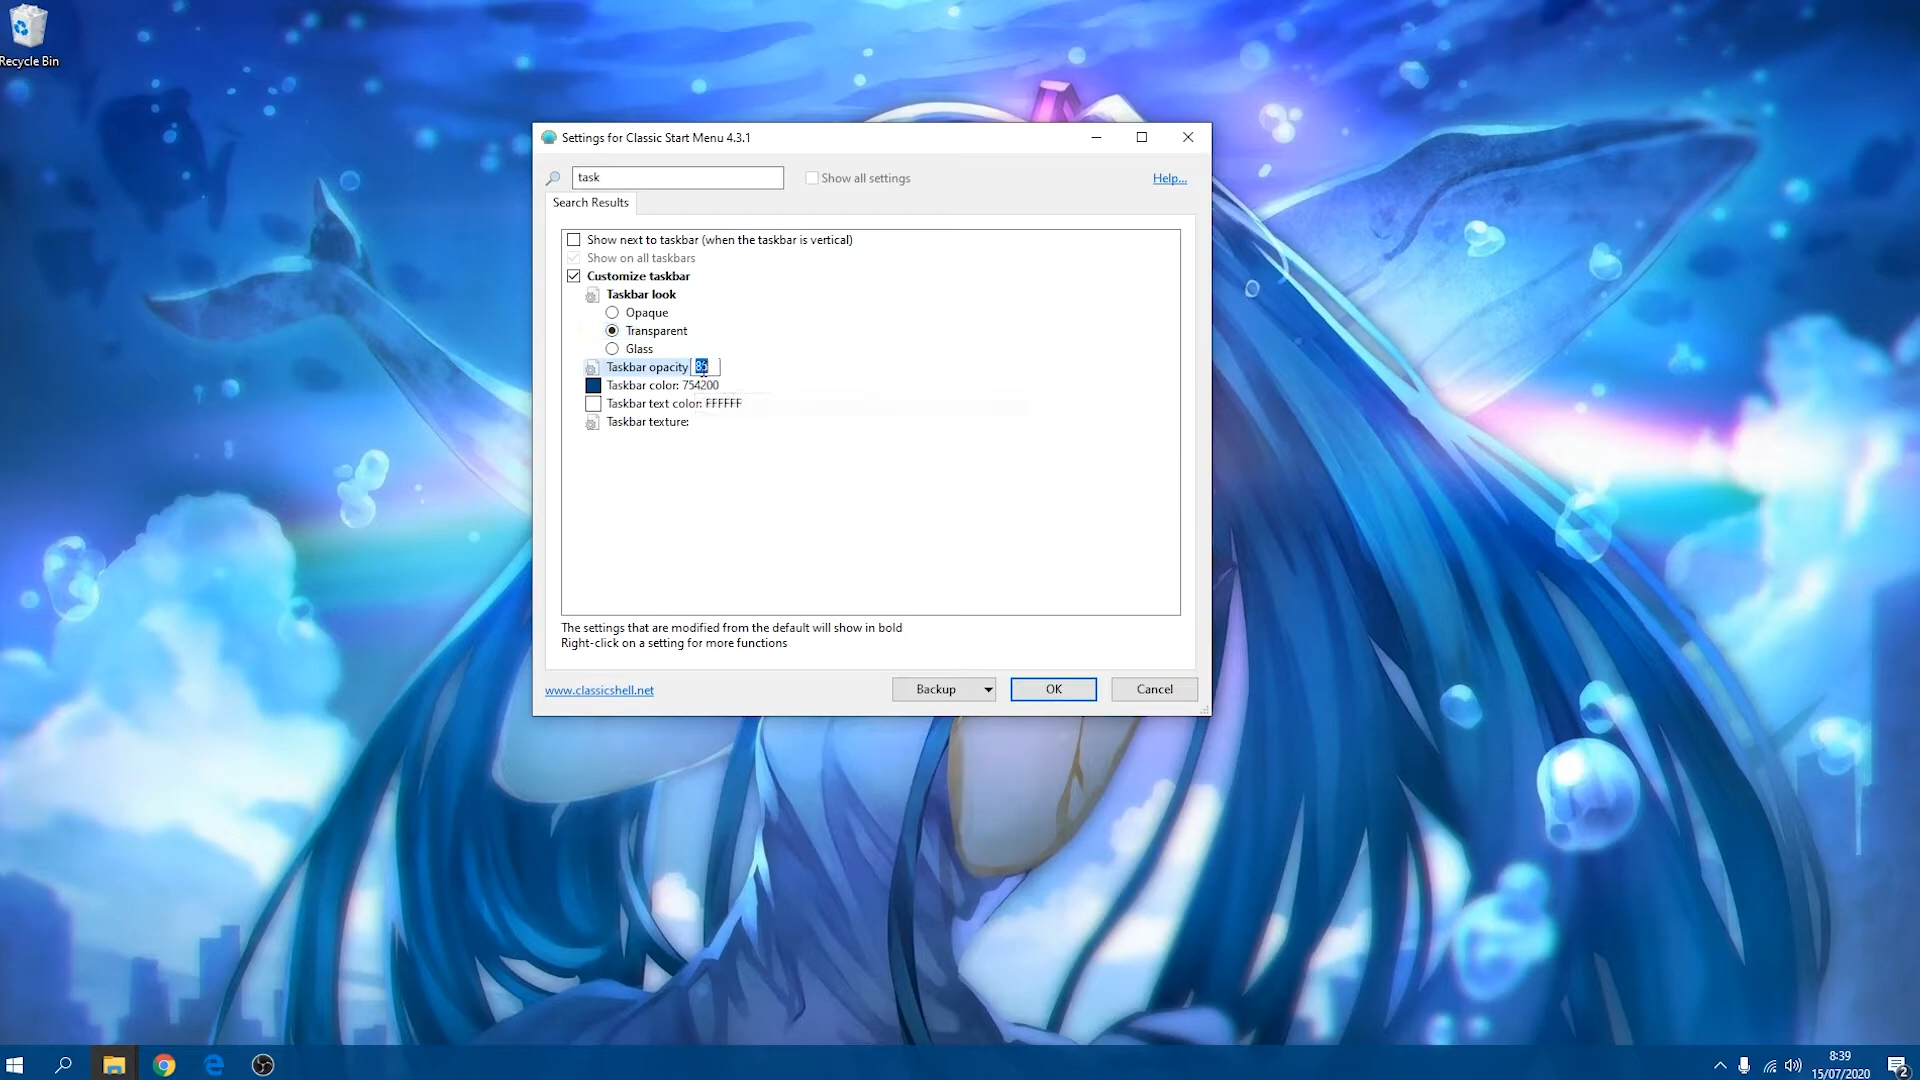 Recycle Bin
Settings for Classic Start Menu 4.3.1
task
Show all settings
Help...
Search Results
Show next to taskbar (when the taskbar is vertical)
Show on all taskbars
Customize taskbar
Taskbar look
Opaque
Transparent
Glass
Taskbar opacity
Taskbar color: 754200
Taskbar text color: FFFFFF
Taskbar texture:
The settings that are modified from the default will show in bold
Right-click on a setting for more functions
www.classicshell.net
Backup
OK
Cancel
8:39
15/07/2020
2